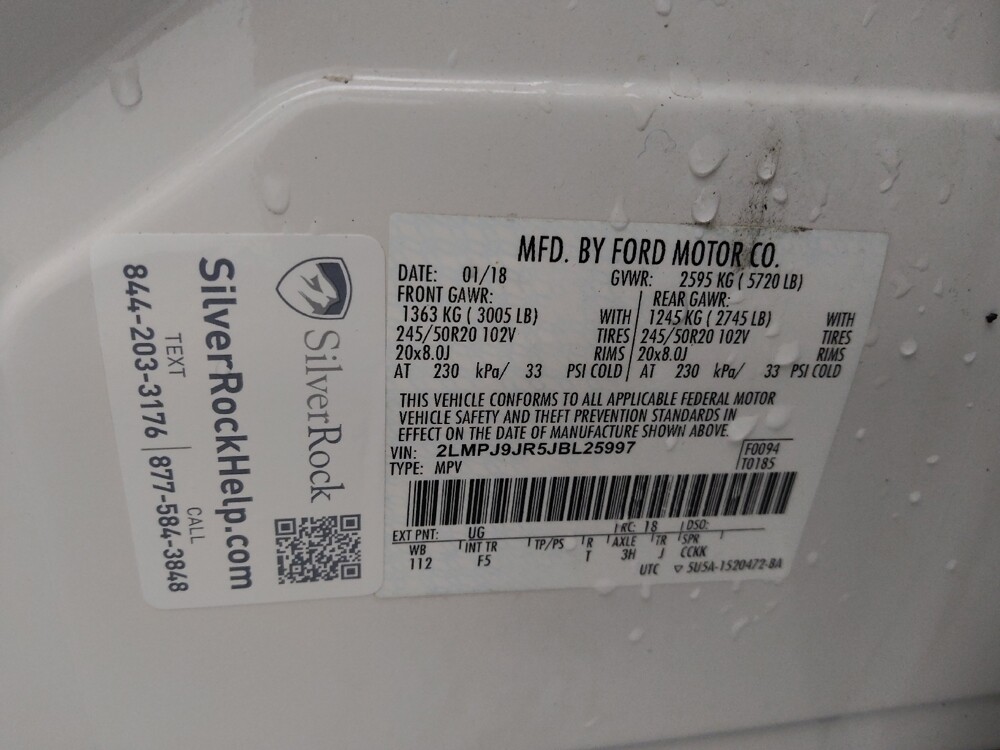 MFD. BY FORD MOTOR CO.
DATE: 01/18 GVWR: 2595 KG ( 5720 LB)
FRONT GAWR: REAR GAWR:
1363 KG ( 3005 LB) WITH 1245 KG ( 2745 LB) WITH
245/50R20 102V TIRES 245/50R20 102V TIRES
20x8.0J RIMS 20x8.0J RIMS
AT 230 kPa/ 33 PSI COLD AT 230 kPa/ 33 PSI COLD
THIS VEHICLE CONFORMS TO ALL APPLICABLE FEDERAL MOTOR
VEHICLE SAFETY AND THEFT PREVENTION STANDARDS IN
EFFECT ON THE DATE OF MANUFACTURE SHOWN ABOVE.
VIN: 2LMPJ9JR5JBL25997 F0094
TYPE: MPV T0185
EXT PNT: UG RC: 18 DSO:
WB INT TR TP/PS R AXLE TR SPR
112 F5 T 3H J CCKK
UTC ▽ 5U5A-1520472-8A
SilverRock
SilverRockHelp.com
TEXT CALL
844-203-3176 | 877-584-3848